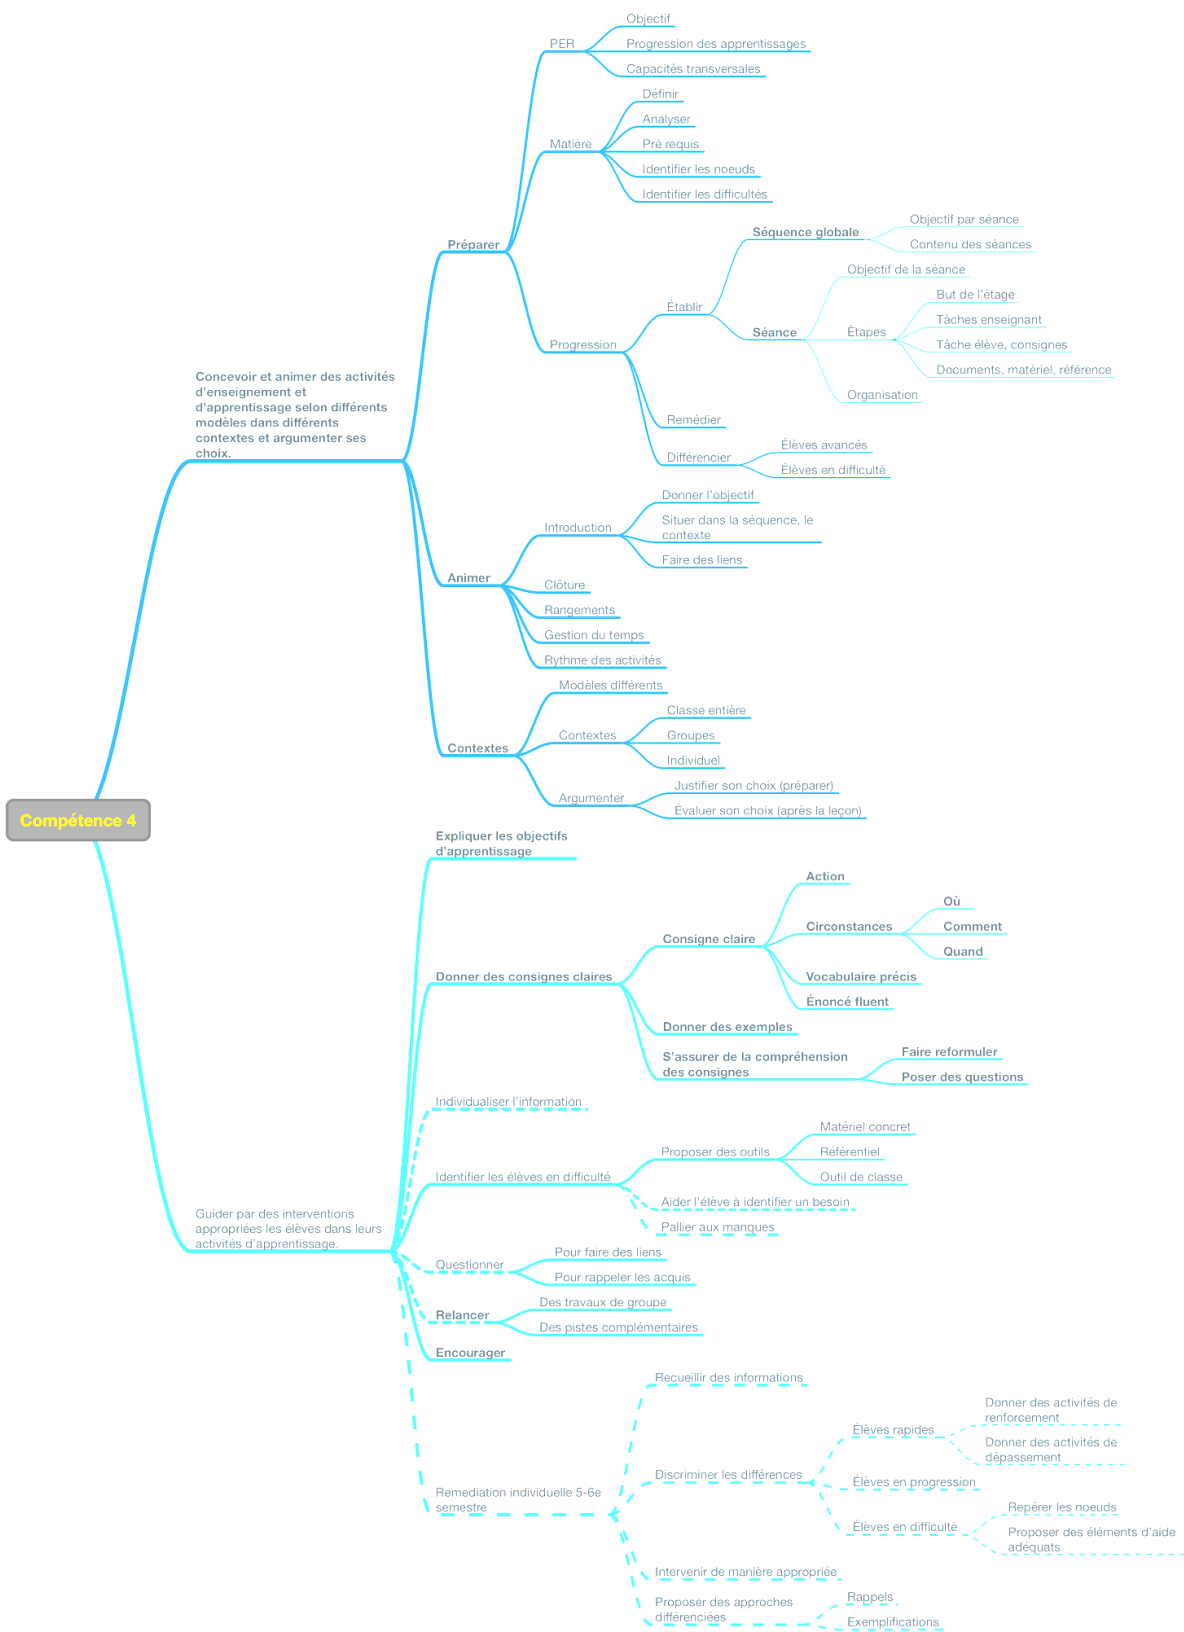 Objectif
PER
Progression des apprentissages
Capacités transversales
Définir
Analyser
Matière
Pré requis
Identifier les noeuds
Identifier les difficultés
Préparer
Séquence globale
Objectif par séance
Contenu des séances
Établir
Objectif de la séance
But de l'étage
Tâches enseignant
Séance
Étapes
Tâche élève, consignes
Documents, matériel, référence
Organisation
Progression
Remédier
Différencier
Élèves avancés
Élèves en difficulté
Concevoir et animer des activités
d'enseignement et
d'apprentissage selon différents
modèles dans différents
contextes et argumenter ses
choix.
Donner l'objectif
Introduction
Situer dans la séquence, le
contexte
Faire des liens
Animer
Clôture
Rangements
Gestion du temps
Rythme des activités
Modèles différents
Classe entière
Contextes
Contextes
Groupes
Individuel
Argumenter
Justifier son choix (préparer)
Évaluer son choix (après la leçon)
Compétence 4
Expliquer les objectifs
d'apprentissage
Action
Où
Circonstances
Comment
Consigne claire
Quand
Donner des consignes claires
Vocabulaire précis
Énoncé fluent
Donner des exemples
S'assurer de la compréhension
des consignes
Faire reformuler
Poser des questions
Individualiser l'information
Matériel concret
Proposer des outils
Référentiel
Identifier les élèves en difficulté
Outil de classe
Aider l'élève à identifier un besoin
Pallier aux manques
Guider par des interventions
appropriées les élèves dans leurs
activités d'apprentissage.
Questionner
Pour faire des liens
Pour rappeler les acquis
Relancer
Des travaux de groupe
Des pistes complémentaires
Encourager
Recueillir des informations
Donner des activités de
renforcement
Élèves rapides
Donner des activités de
dépassement
Discriminer les différences
Élèves en progression
Remediation individuelle 5-6e
semestre
Élèves en difficulté
Repérer les noeuds
Proposer des éléments d'aide
adéquats
Intervenir de manière appropriée
Proposer des approches
différenciées
Rappels
Exemplifications